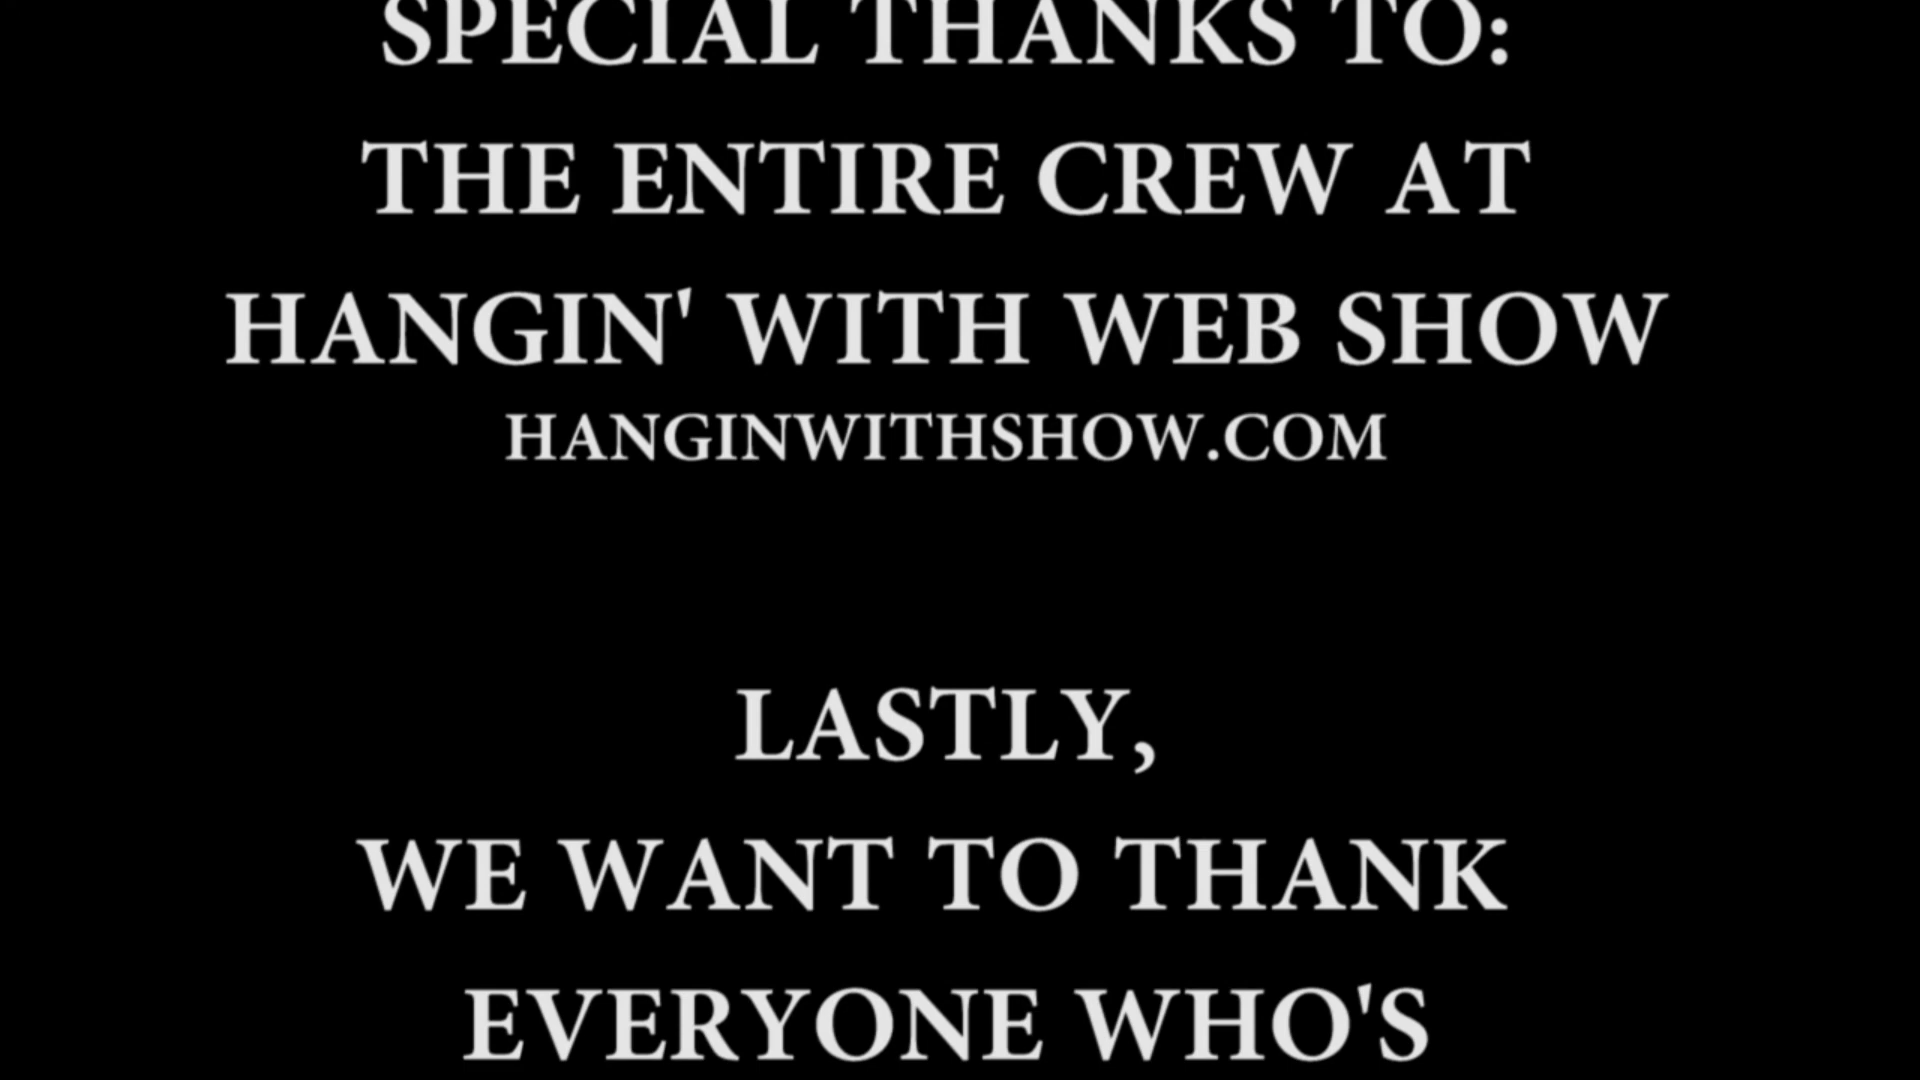 SPECIAL THANKS TO:
THE ENTIRE CREW AT
HANGIN' WITH WEB SHOW
HANGINWITHSHOW.COM
LASTLY,
WE WANT TO THANK
EVERYONE WHO'S